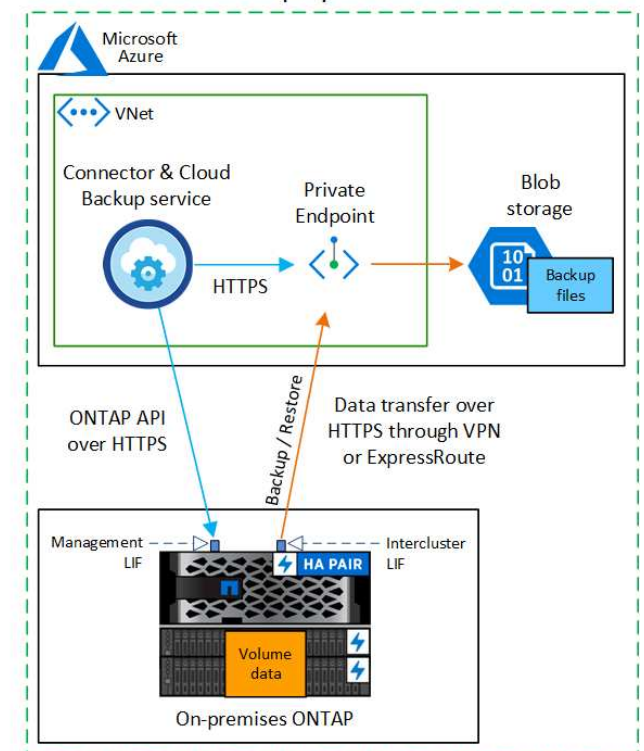 Microsoft
Azure
VNet
Connector & Cloud
Backup service
Private
Endpoint
Blob
storage
HTTPS
10
01
Backup
files
ONTAP API
over HTTPS
Backup / Restore
Data transfer over
HTTPS through VPN
or ExpressRoute
Management
LIF
Intercluster
LIF
HA PAIR
Volume
data
On-premises ONTAP